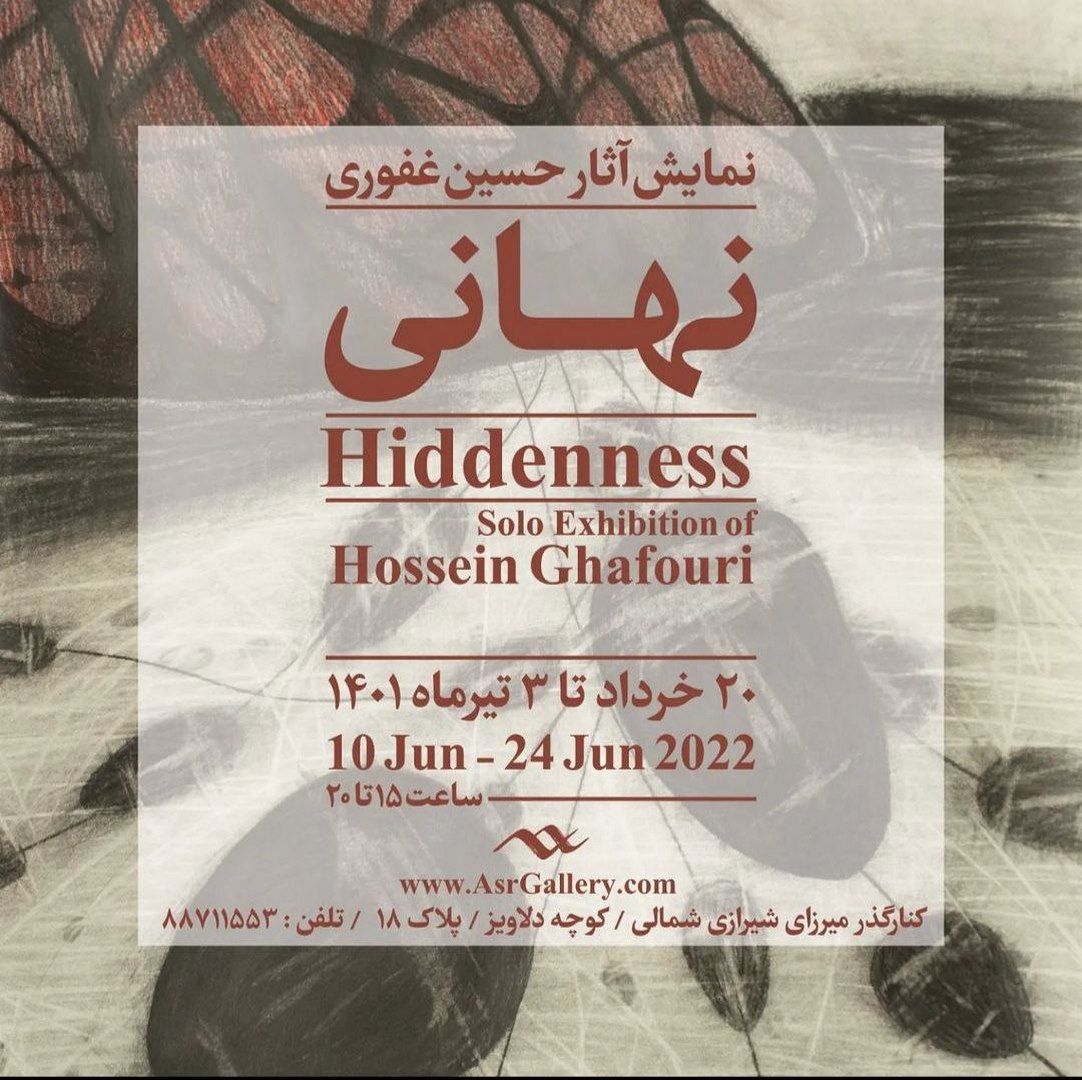 نمایش آثار حسین غفوری
نهانی
Hiddenness
Solo Exhibition of
Hossein Ghafouri
۲۰ خرداد تا ۳ تیرماه ۱۴۰۱
10 Jun - 24 Jun 2022
ساعت ۱۵ تا ۲۰
www.AsrGallery.com
کنارگذر میرزای شیرازی شمالی / کوچه دلاویز / پلاک ۱۸ / تلفن : ۸۸۷۱۱۵۵۳